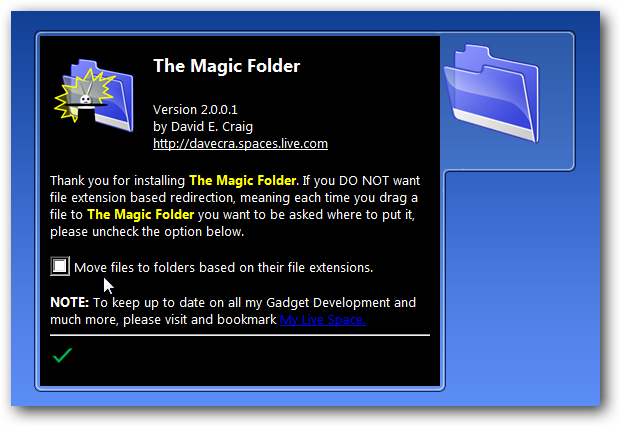 The Magic Folder
Version 2.0.0.1
by David E. Craig
http://davecra.spaces.live.com
Thank you for installing The Magic Folder. If you DO NOT want
file extension based redirection, meaning each time you drag a
file to The Magic Folder you want to be asked where to put it,
please uncheck the option below.
Move files to folders based on their file extensions.
NOTE: To keep up to date on all my Gadget Development and
much more, please visit and bookmark My Live Space.